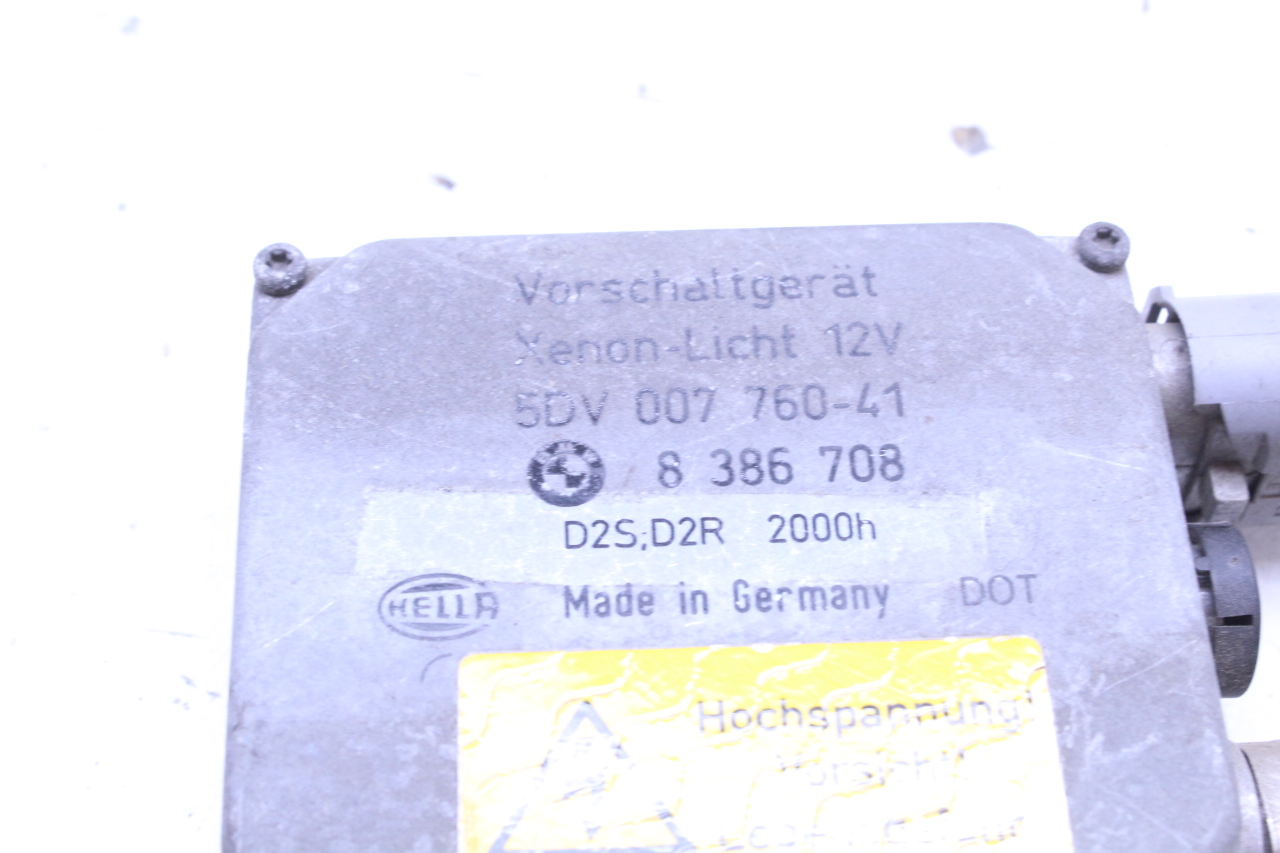 Vorschaltgerät
Xenon-Licht 12V
5DV 007 760-41
8 386 708
D2S;D2R 2000h
HELLA Made in Germany DOT
Hochspannung!
Vorsicht!